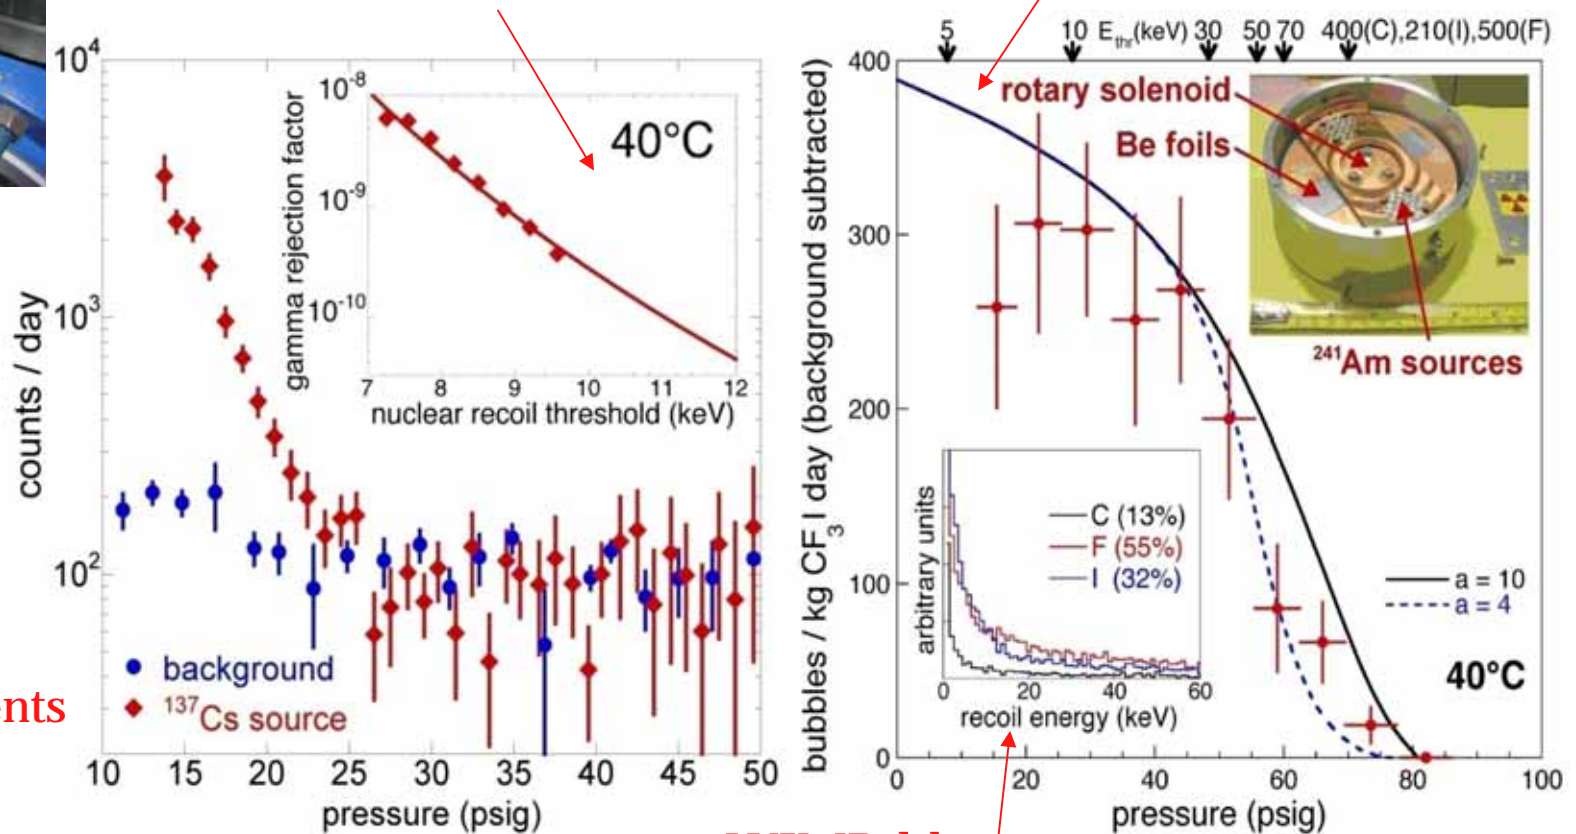 10⁴
10³
10²
counts / day
10 15 20 25 30 35 40 45 50
pressure (psig)
background
¹³⁷Cs source
10⁻⁸
10⁻⁹
10⁻¹⁰
gamma rejection factor
40°C
7 8 9 10 11 12
nuclear recoil threshold (keV)
5 10 E_thr(keV) 30 50 70 400(C),210(I),500(F)
400
300
200
100
0
bubbles / kg CF₃I day (background subtracted)
rotary solenoid
Be foils
²⁴¹Am sources
arbitrary units
C (13%)
F (55%)
I (32%)
0 20 40 60
recoil energy (keV)
a = 10
a = 4
40°C
0 20 40 60 80 100
pressure (psig)